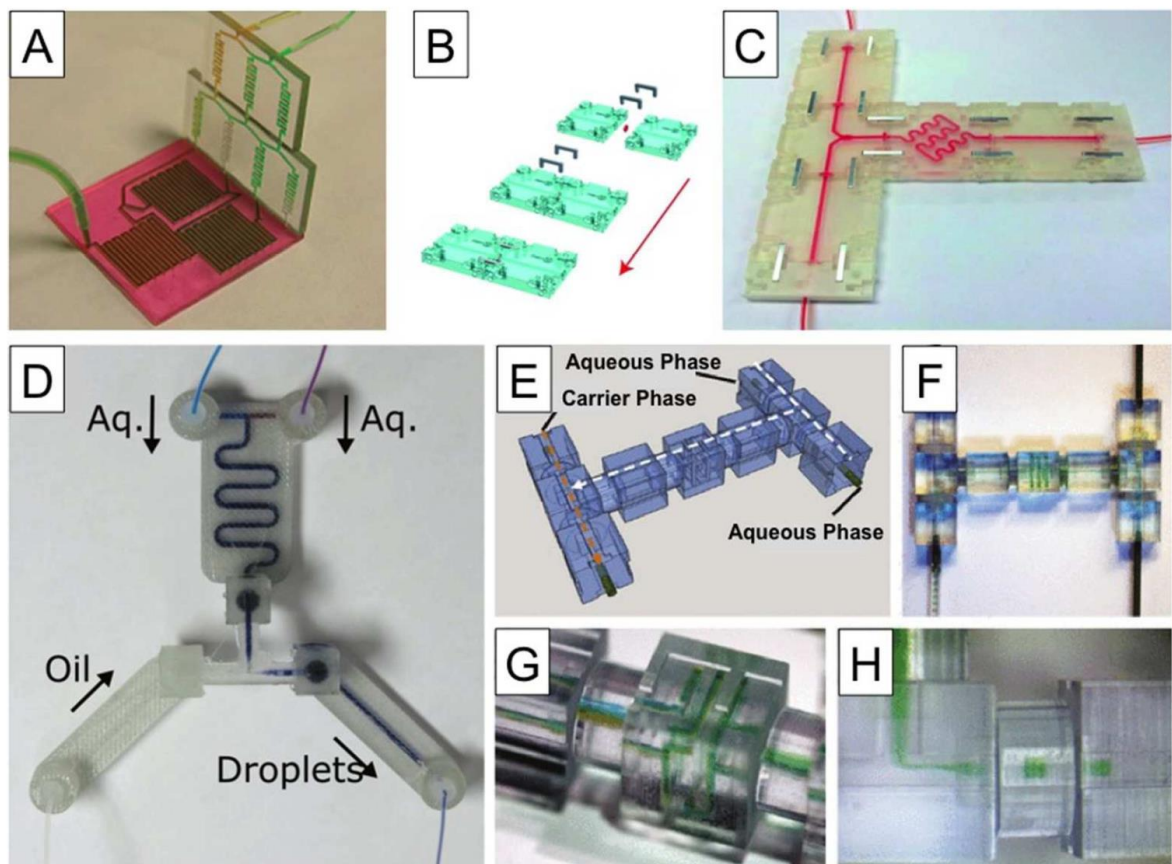 A
B
C
D
Aq.
Aq.
Oil
Droplets
E
Aqueous Phase
Carrier Phase
Aqueous Phase
F
G
H